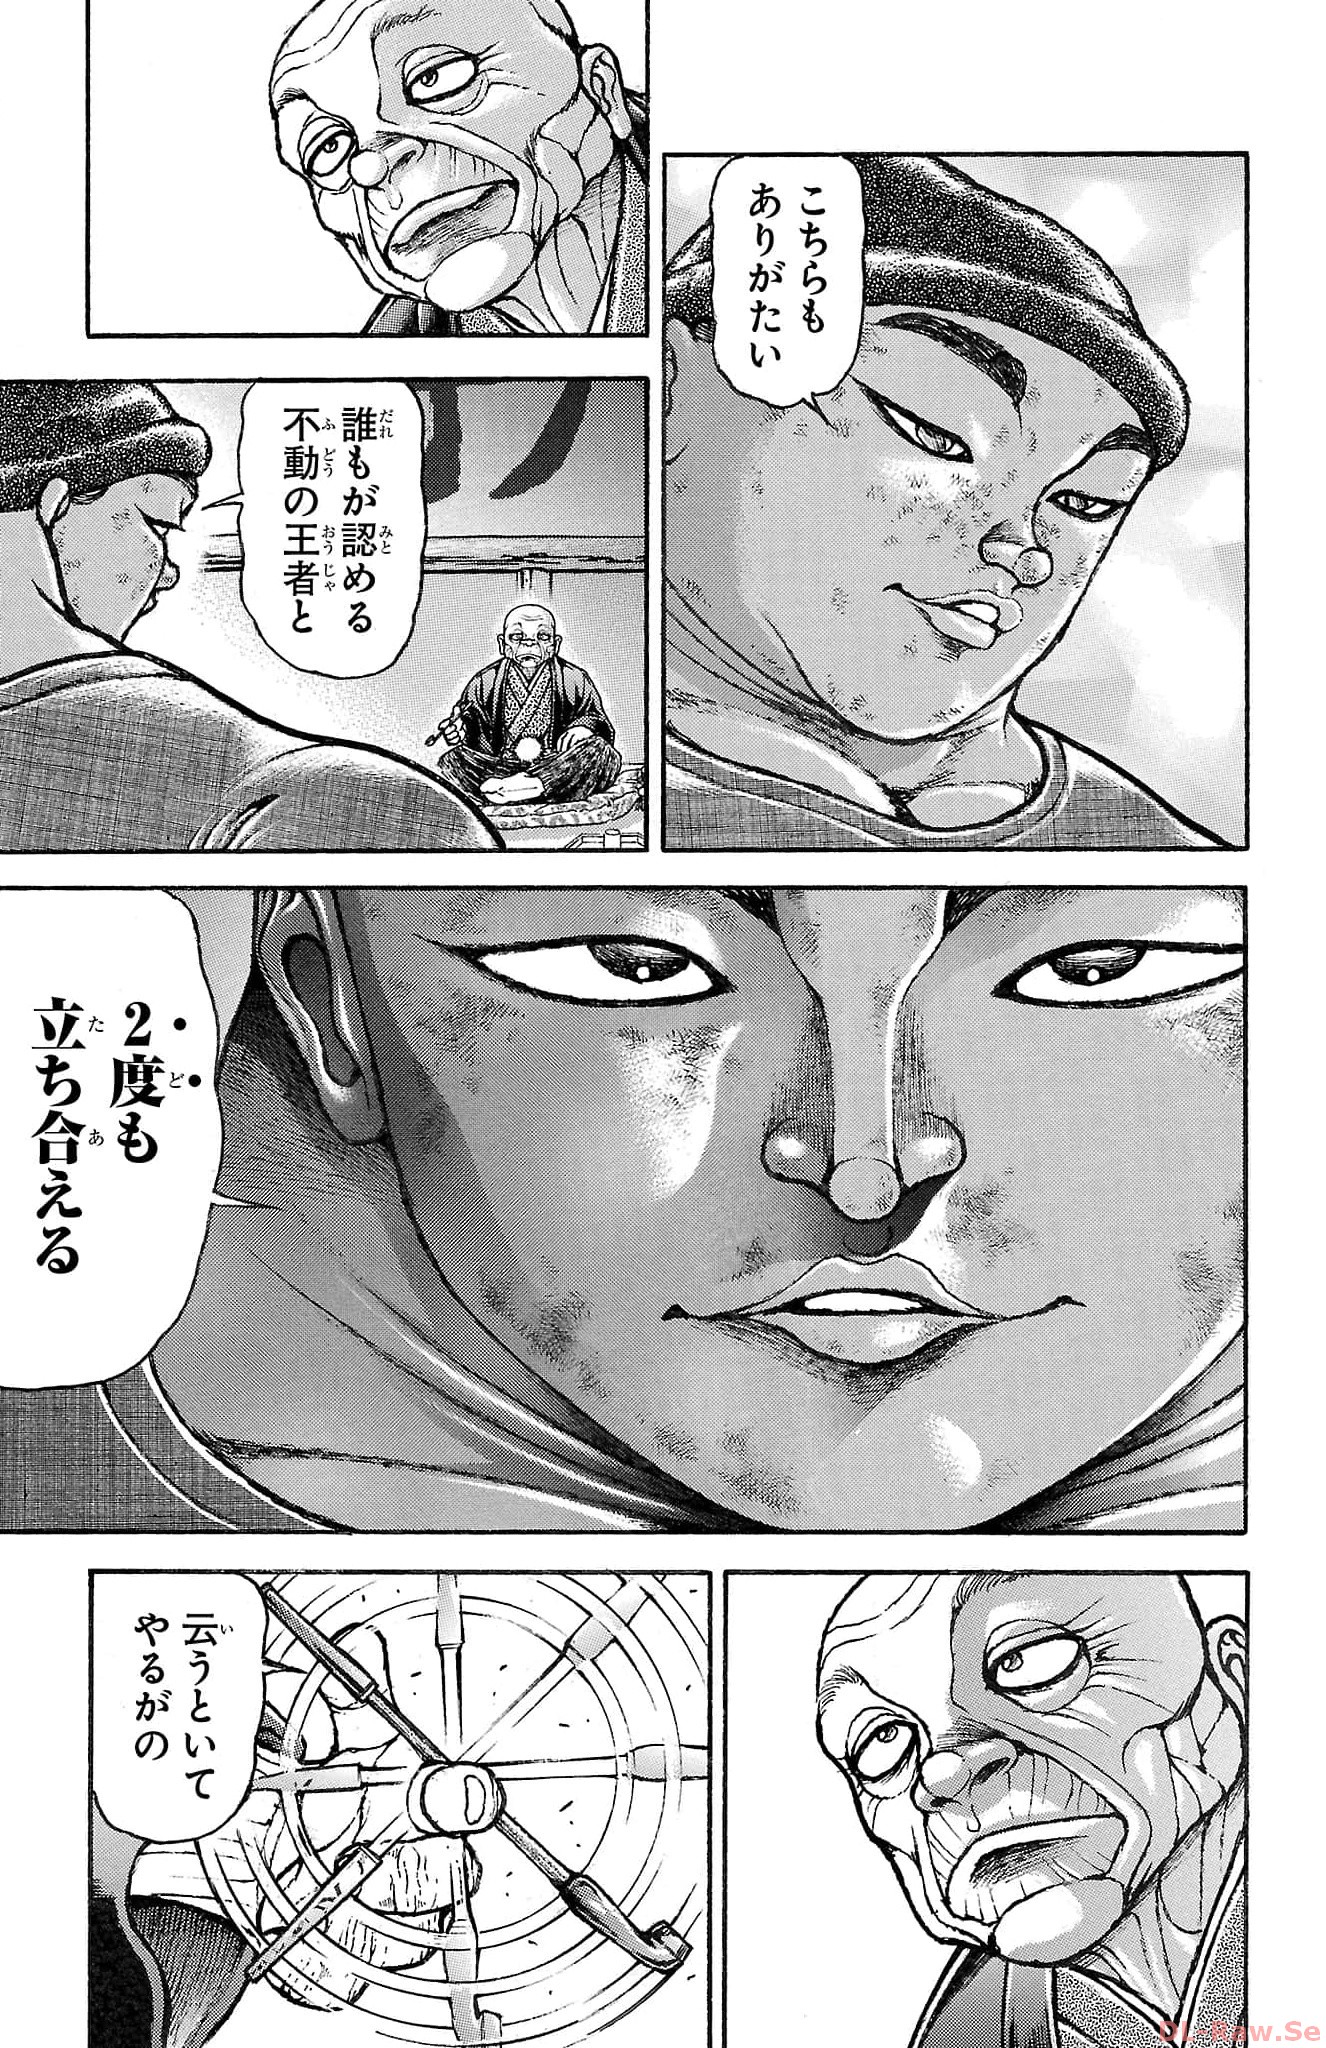 こちらも
ありがたい
誰もが認める
不動の王者と
2度も
立ち合える
云うといて
やるがの
DL-Raw.Se